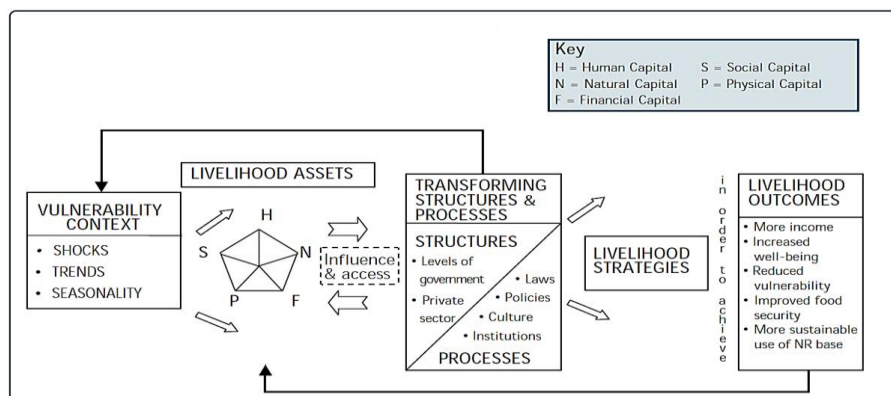 Key
H = Human Capital S = Social Capital
N = Natural Capital P = Physical Capital
F = Financial Capital
LIVELIHOOD ASSETS
VULNERABILITY
CONTEXT
• SHOCKS
• TRENDS
• SEASONALITY
H
S
N
P
F
Influence
& access
TRANSFORMING
STRUCTURES &
PROCESSES
STRUCTURES
• Levels of
government
• Private
sector
• Laws
• Policies
• Culture
• Institutions
PROCESSES
LIVELIHOOD
STRATEGIES
in order to achieve
LIVELIHOOD
OUTCOMES
• More income
• Increased
well-being
• Reduced
vulnerability
• Improved food
security
• More sustainable
use of NR base